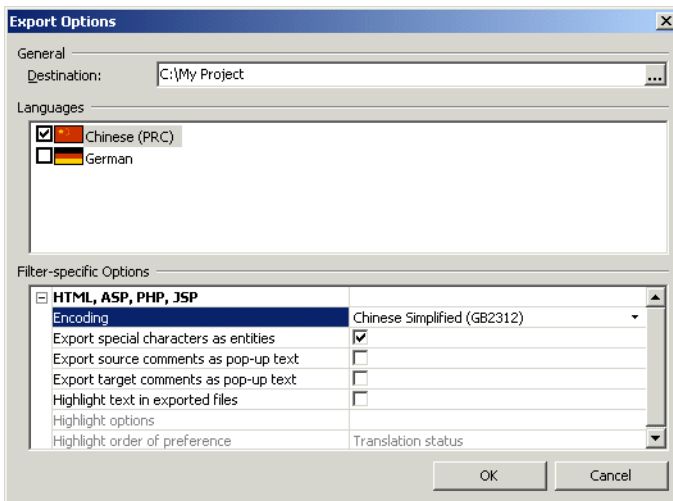 Export Options
General
Destination: C:\My Project ...
Languages
Chinese (PRC)
German
Filter-specific Options
HTML, ASP, PHP, JSP
Encoding Chinese Simplified (GB2312)
Export special characters as entities
Export source comments as pop-up text
Export target comments as pop-up text
Highlight text in exported files
Highlight options
Highlight order of preference Translation status
OK Cancel